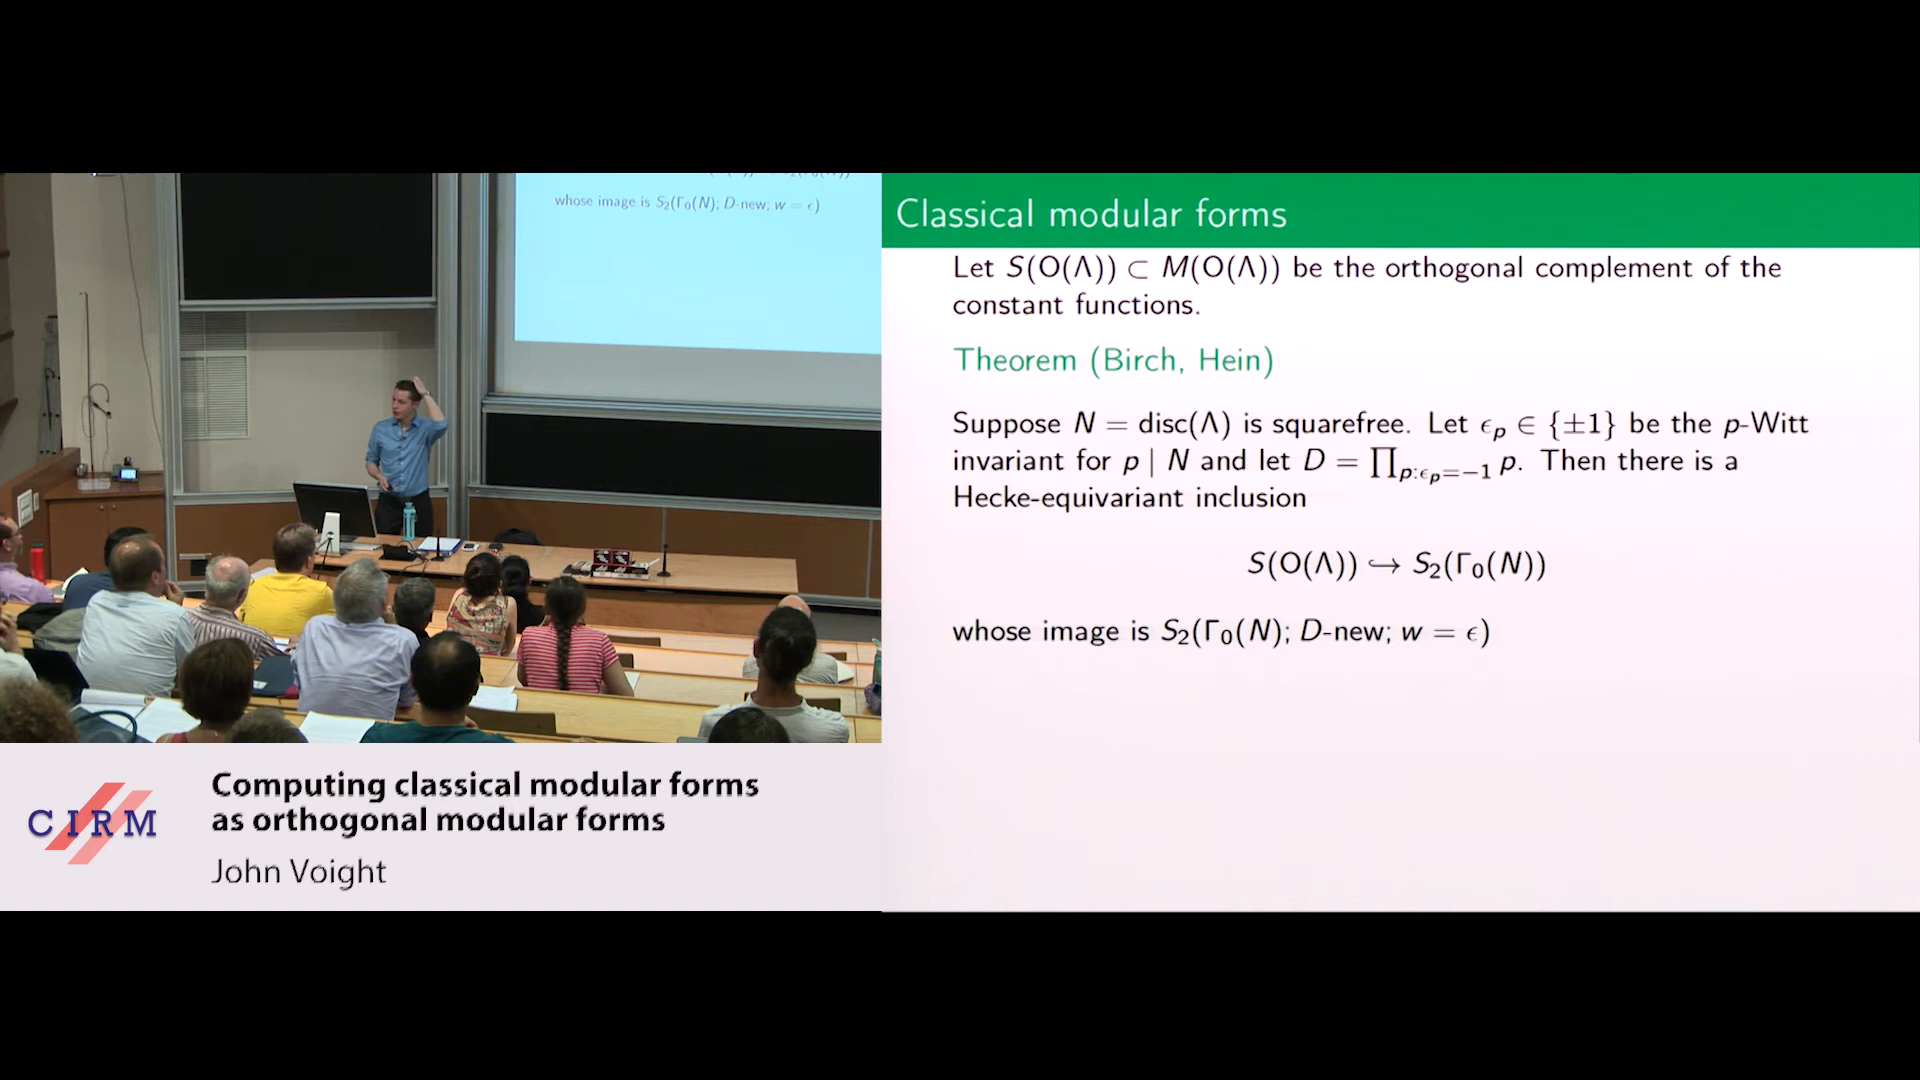 whose image is S₂(Γ₀(N); D-new; w = ϵ)
Classical modular forms
Let S(O(Λ)) ⊂ M(O(Λ)) be the orthogonal complement of the
constant functions.
Theorem (Birch, Hein)
Suppose N = disc(Λ) is squarefree. Let ϵₚ ∈ {±1} be the p-Witt
invariant for p | N and let D = ∏_{p:ϵₚ=−1} p. Then there is a
Hecke-equivariant inclusion
S(O(Λ)) ↪ S₂(Γ₀(N))
whose image is S₂(Γ₀(N); D-new; w = ϵ)
CIRM
Computing classical modular forms
as orthogonal modular forms
John Voight